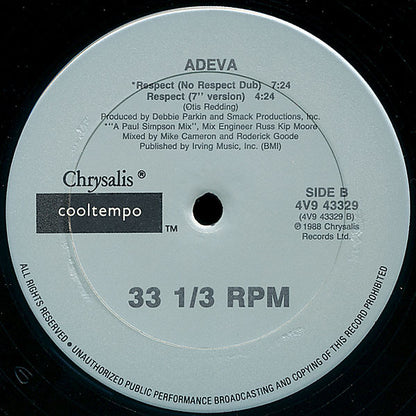 ADEVA
*Respect (No Respect Dub) 7:24
Respect (7'' version) 4:24
(Otis Redding)
Produced by Debbie Parkin and Smack Productions, Inc.
*"A Paul Simpson Mix", Mix Engineer Russ Kip Moore
Mixed by Mike Cameron and Roderick Goode
Published by Irving Music, Inc. (BMI)
Chrysalis ®
cooltempo ™
SIDE B
4V9 43329
(4V9 43329 B)
℗ 1988 Chrysalis
Records Ltd.
33 1/3 RPM
ALL RIGHTS RESERVED • UNAUTHORIZED PUBLIC PERFORMANCE BROADCASTING AND COPYING OF THIS RECORD PROHIBITED